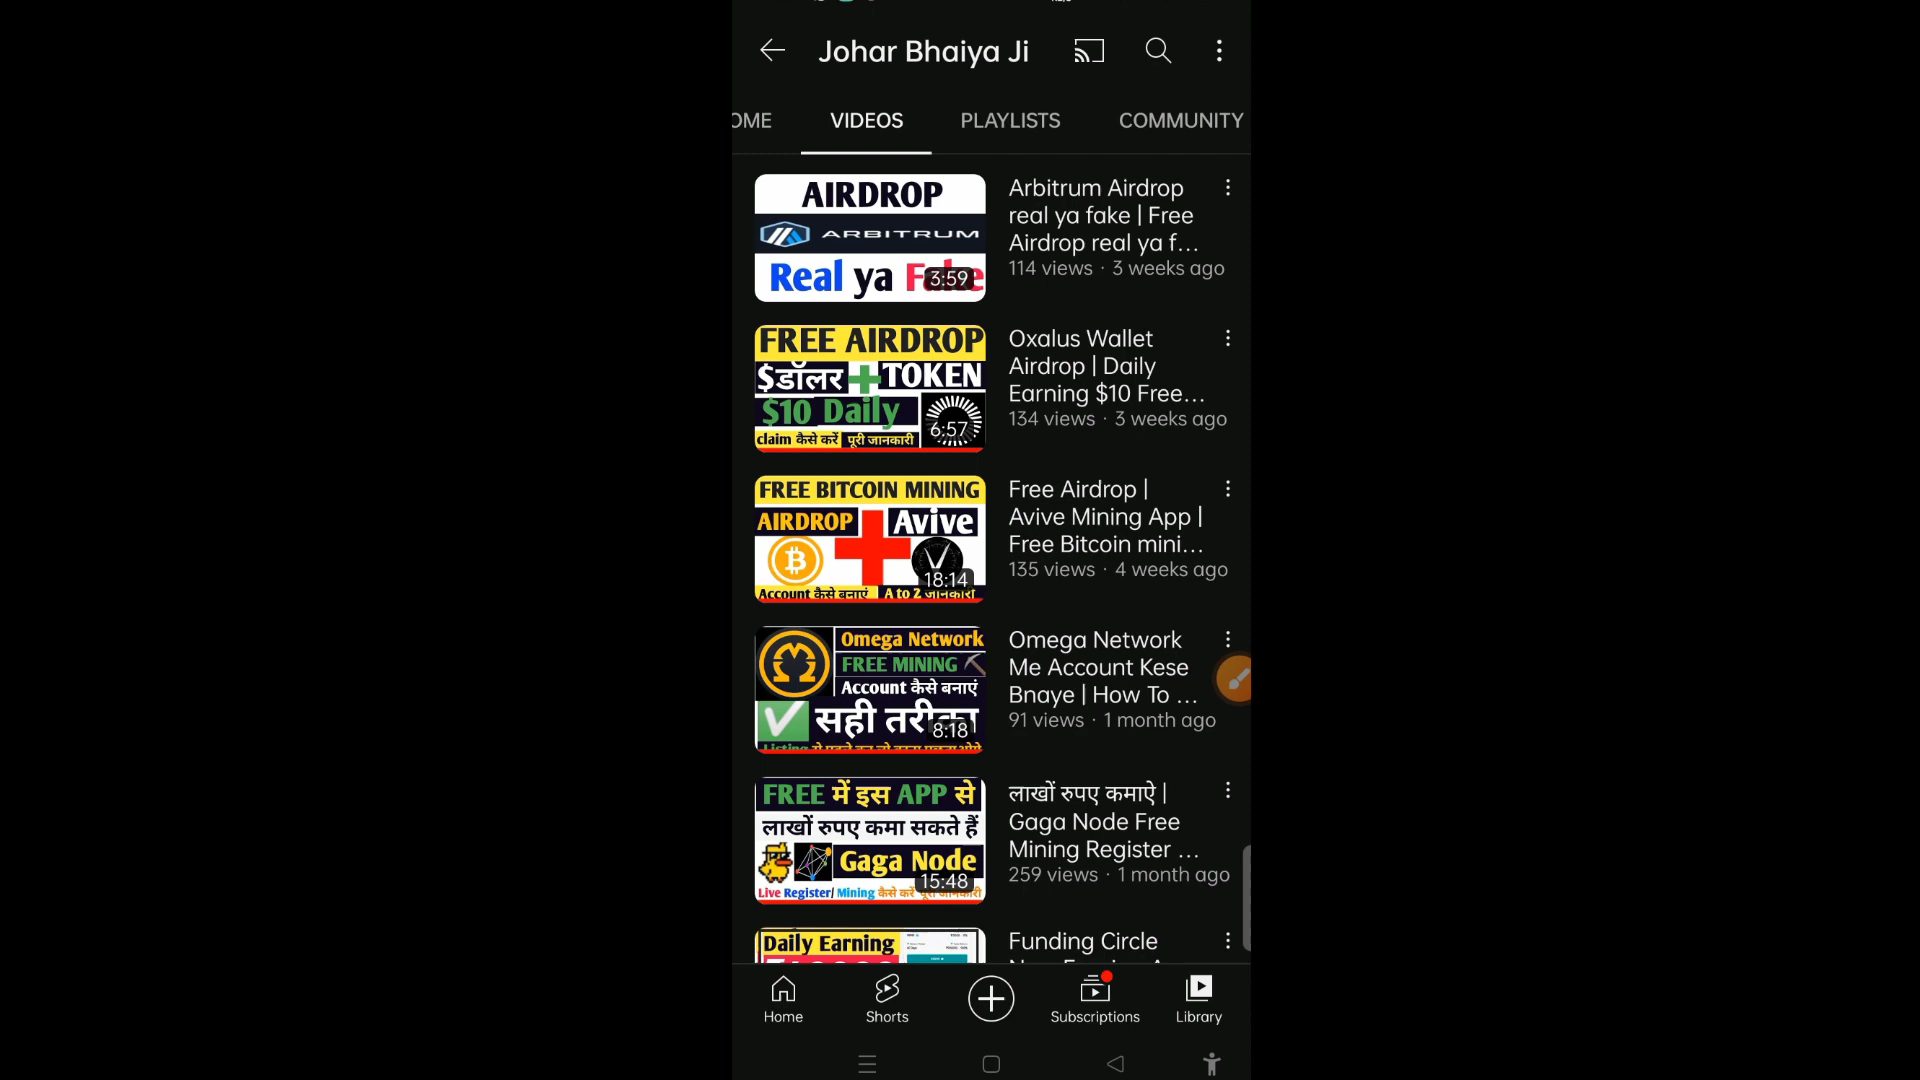 Johar Bhaiya Ji
OME
VIDEOS
PLAYLISTS
COMMUNITY
AIRDROP
ARBITRUM
Real ya Fake
3:59
Arbitrum Airdrop
real ya fake | Free
Airdrop real ya f...
114 views · 3 weeks ago
FREE AIRDROP
$डॉलर TOKEN
$10 Daily
6:57
claim कैसे करें पूरी जानकारी
Oxalus Wallet
Airdrop | Daily
Earning $10 Free...
134 views · 3 weeks ago
FREE BITCOIN MINING
AIRDROP Avive
18:14
Account कैसे बनाएं A to Z जानकारी
Free Airdrop |
Avive Mining App |
Free Bitcoin mini...
135 views · 4 weeks ago
Omega Network
FREE MINING
Account कैसे बनाएं
सही तरीका
8:18
Listing से पहले
Omega Network
Me Account Kese
Bnaye | How To ...
91 views · 1 month ago
FREE में इस APP से
लाखों रुपए कमा सकते हैं
Gaga Node
15:48
Live Register/ Mining कैसे करें पूरी जानकारी
लाखों रुपए कमाऐ |
Gaga Node Free
Mining Register ...
259 views · 1 month ago
Daily Earning
Funding Circle
Home
Shorts
Subscriptions
Library